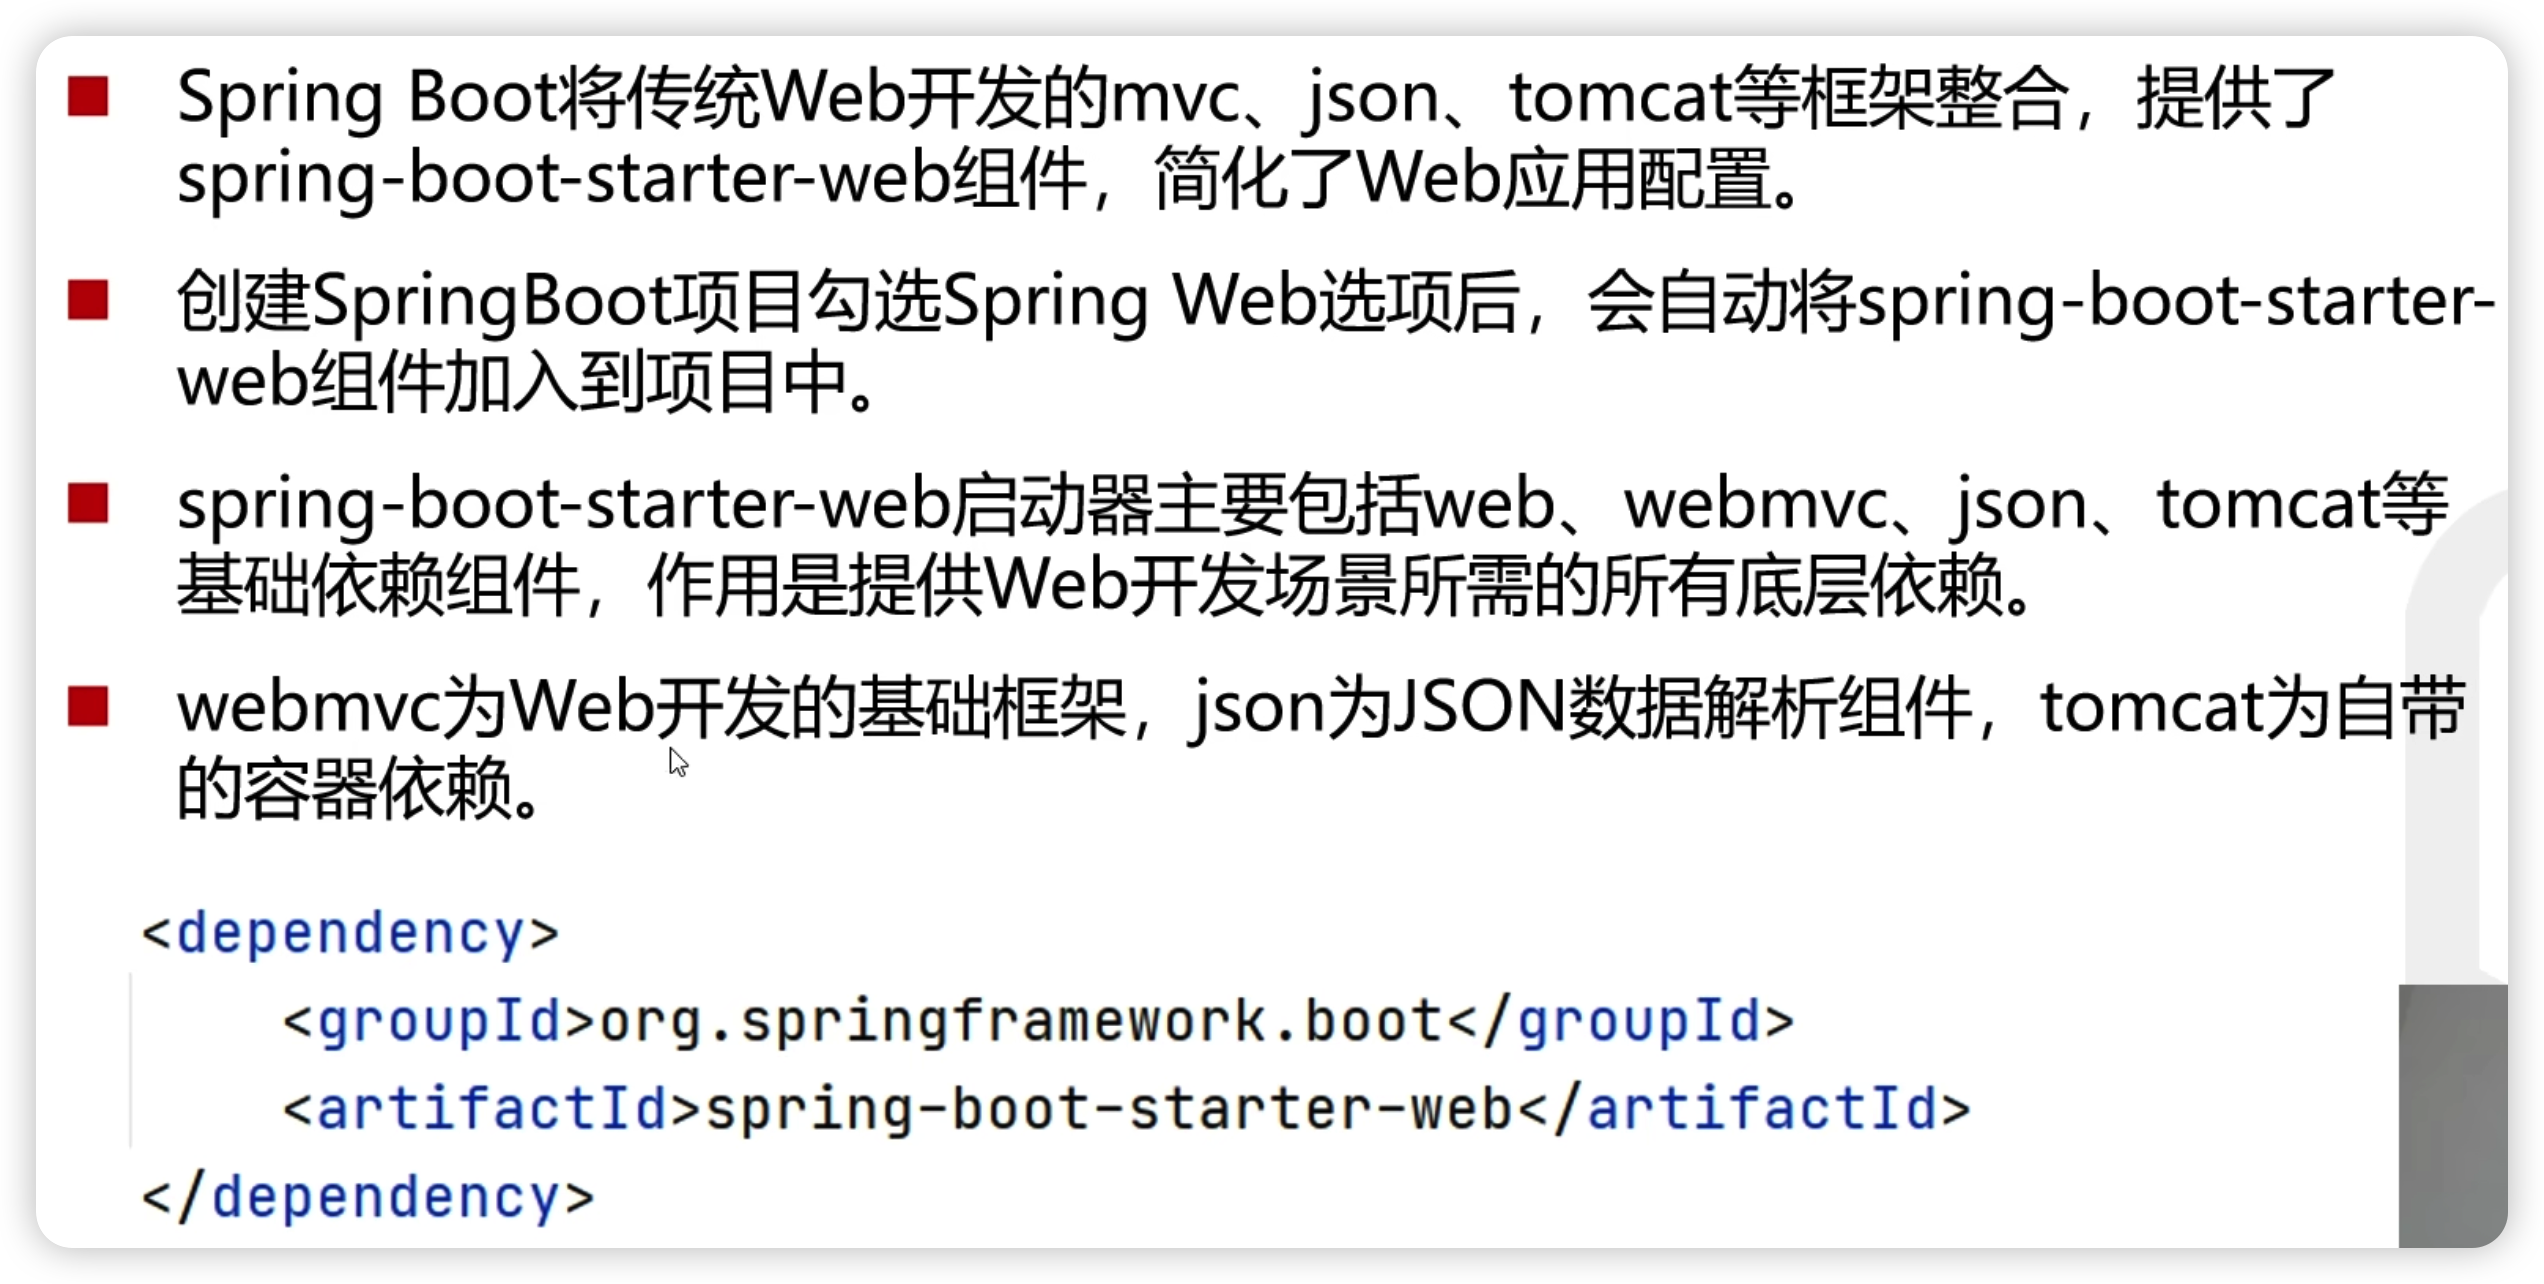 Spring Boot将传统Web开发的mvc、json、tomcat等框架整合，提供了
spring-boot-starter-web组件，简化了Web应用配置。
创建SpringBoot项目勾选Spring Web选项后，会自动将spring-boot-starter-
web组件加入到项目中。
spring-boot-starter-web启动器主要包括web、webmvc、json、tomcat等
基础依赖组件，作用是提供Web开发场景所需的所有底层依赖。
webmvc为Web开发的基础框架，json为JSON数据解析组件，tomcat为自带
的容器依赖。
<dependency>
<groupId>org.springframework.boot</groupId>
<artifactId>spring-boot-starter-web</artifactId>
</dependency>